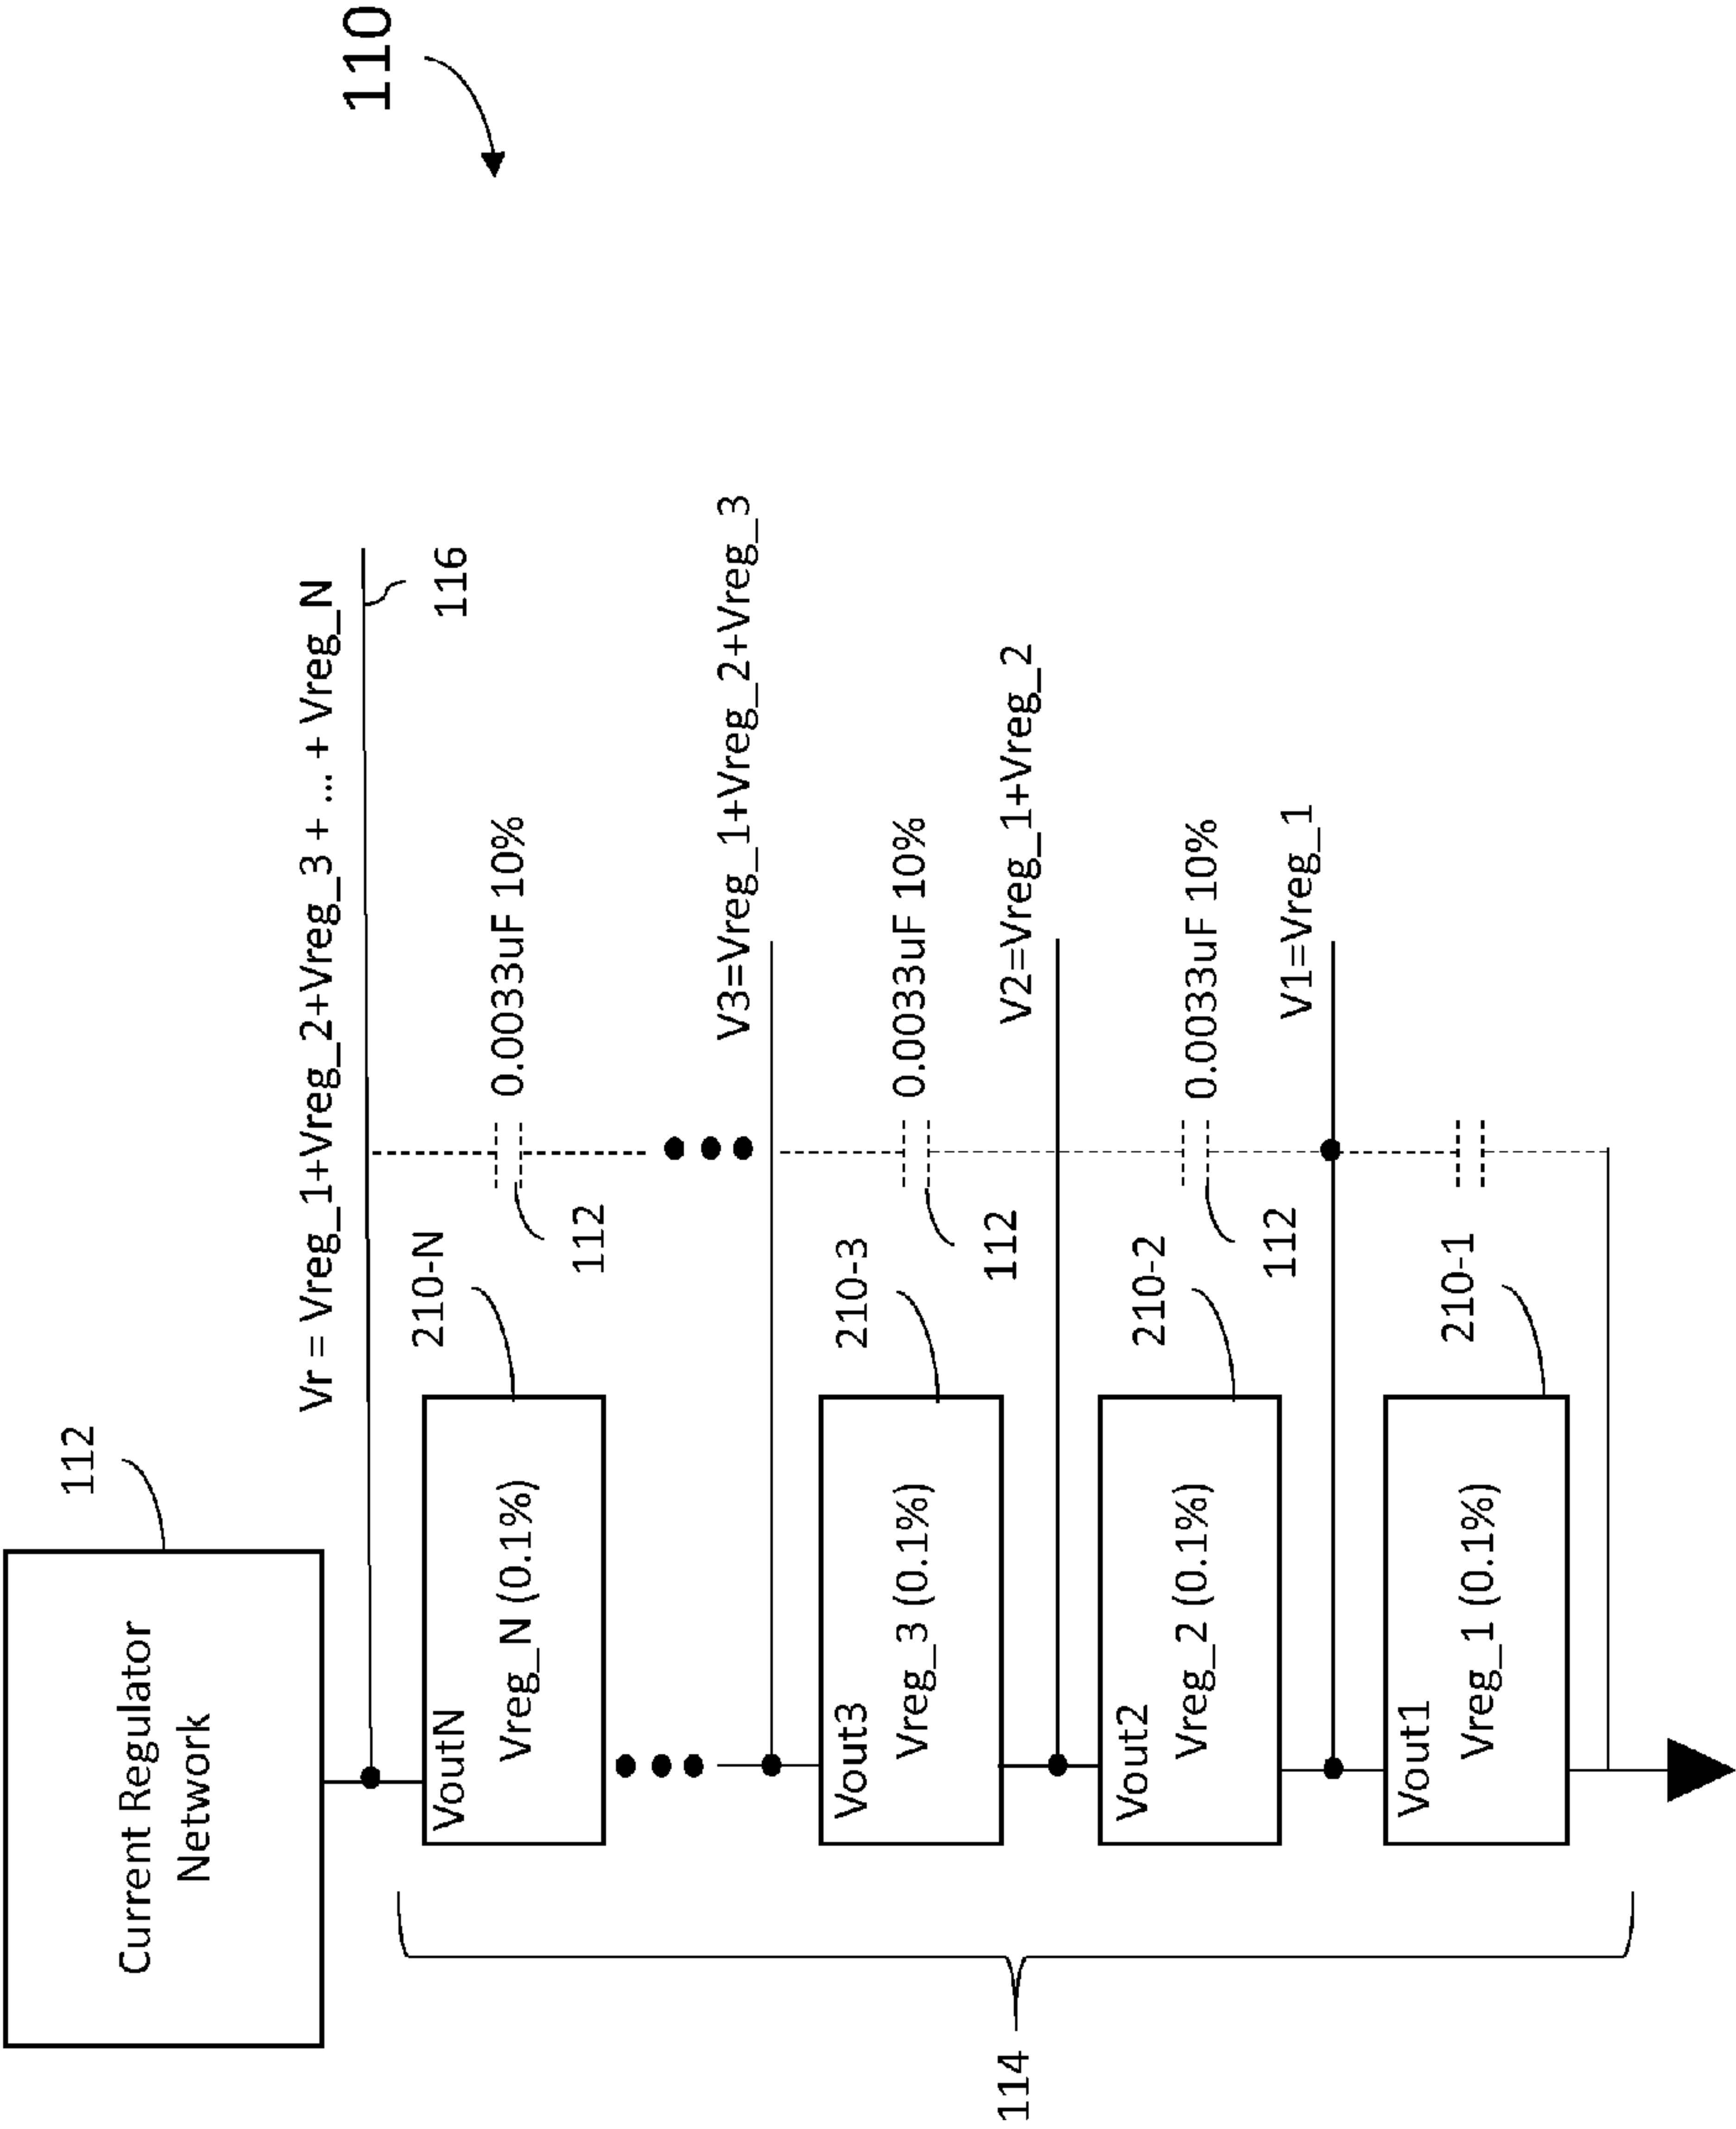 110
112
Current Regulator
Network
Vr = Vreg_1+Vreg_2+Vreg_3 + ... + Vreg_N
116
VoutN
Vreg_N (0.1%)
210-N
112
0.0033uF 10%
V3=Vreg_1+Vreg_2+Vreg_3
Vout3
Vreg_3 (0.1%)
210-3
112
0.0033uF 10%
V2=Vreg_1+Vreg_2
Vout2
Vreg_2 (0.1%)
210-2
112
0.0033uF 10%
V1=Vreg_1
Vout1
Vreg_1 (0.1%)
210-1
114